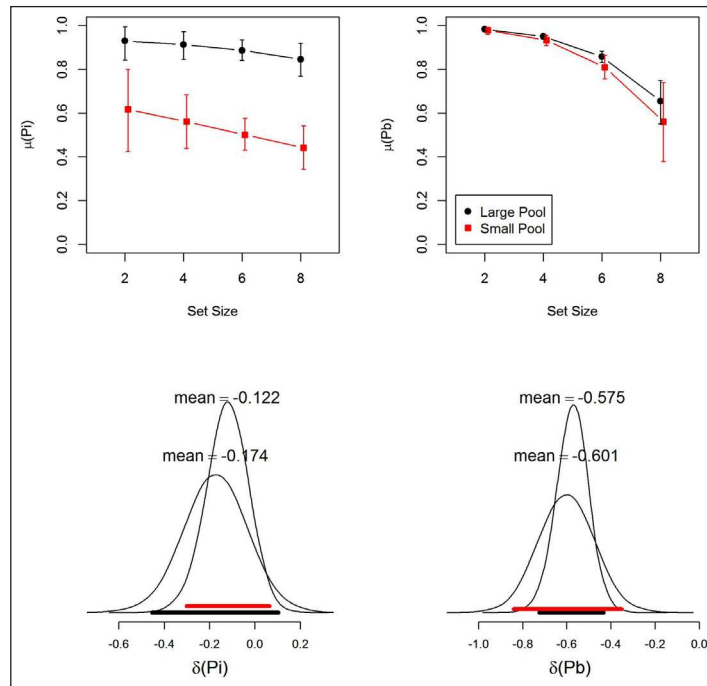 μ(Pi)
0.0 0.2 0.4 0.6 0.8 1.0
2 4 6 8
Set Size
μ(Pb)
0.0 0.2 0.4 0.6 0.8 1.0
Large Pool
Small Pool
2 4 6 8
Set Size
mean = -0.122
mean = -0.174
-0.6 -0.4 -0.2 0.0 0.2
δ(Pi)
mean = -0.575
mean = -0.601
-1.0 -0.8 -0.6 -0.4 -0.2 0.0
δ(Pb)